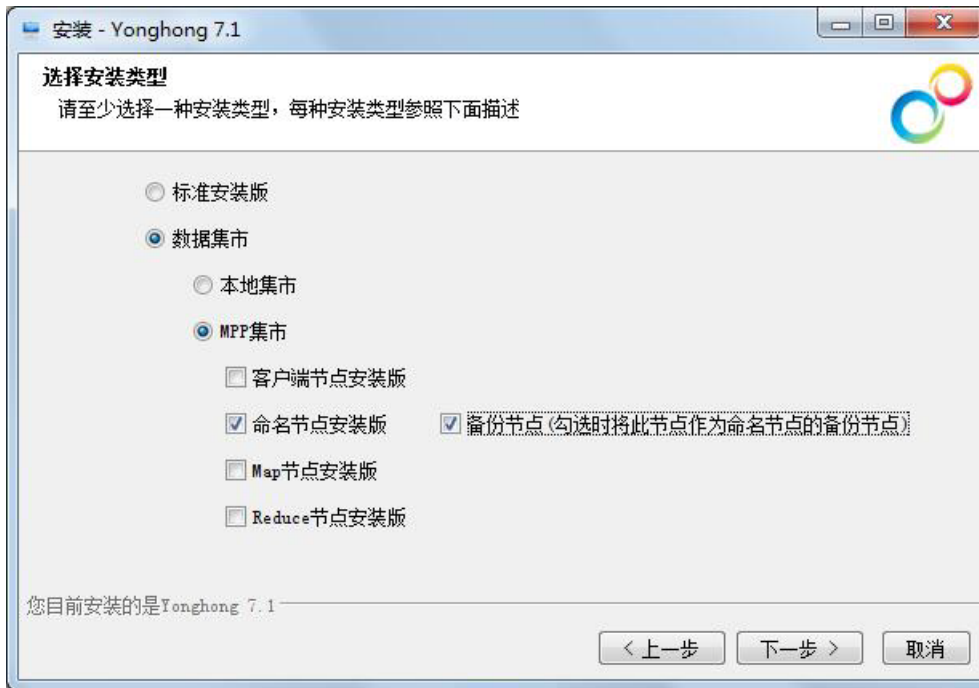 安装 - Yonghong 7.1
选择安装类型
请至少选择一种安装类型，每种安装类型参照下面描述
标准安装版
数据集市
本地集市
MPP集市
客户端节点安装版
命名节点安装版 备份节点(勾选时将此节点作为命名节点的备份节点)
Map节点安装版
Reduce节点安装版
您目前安装的是Yonghong 7.1
<上一步 下一步> 取消